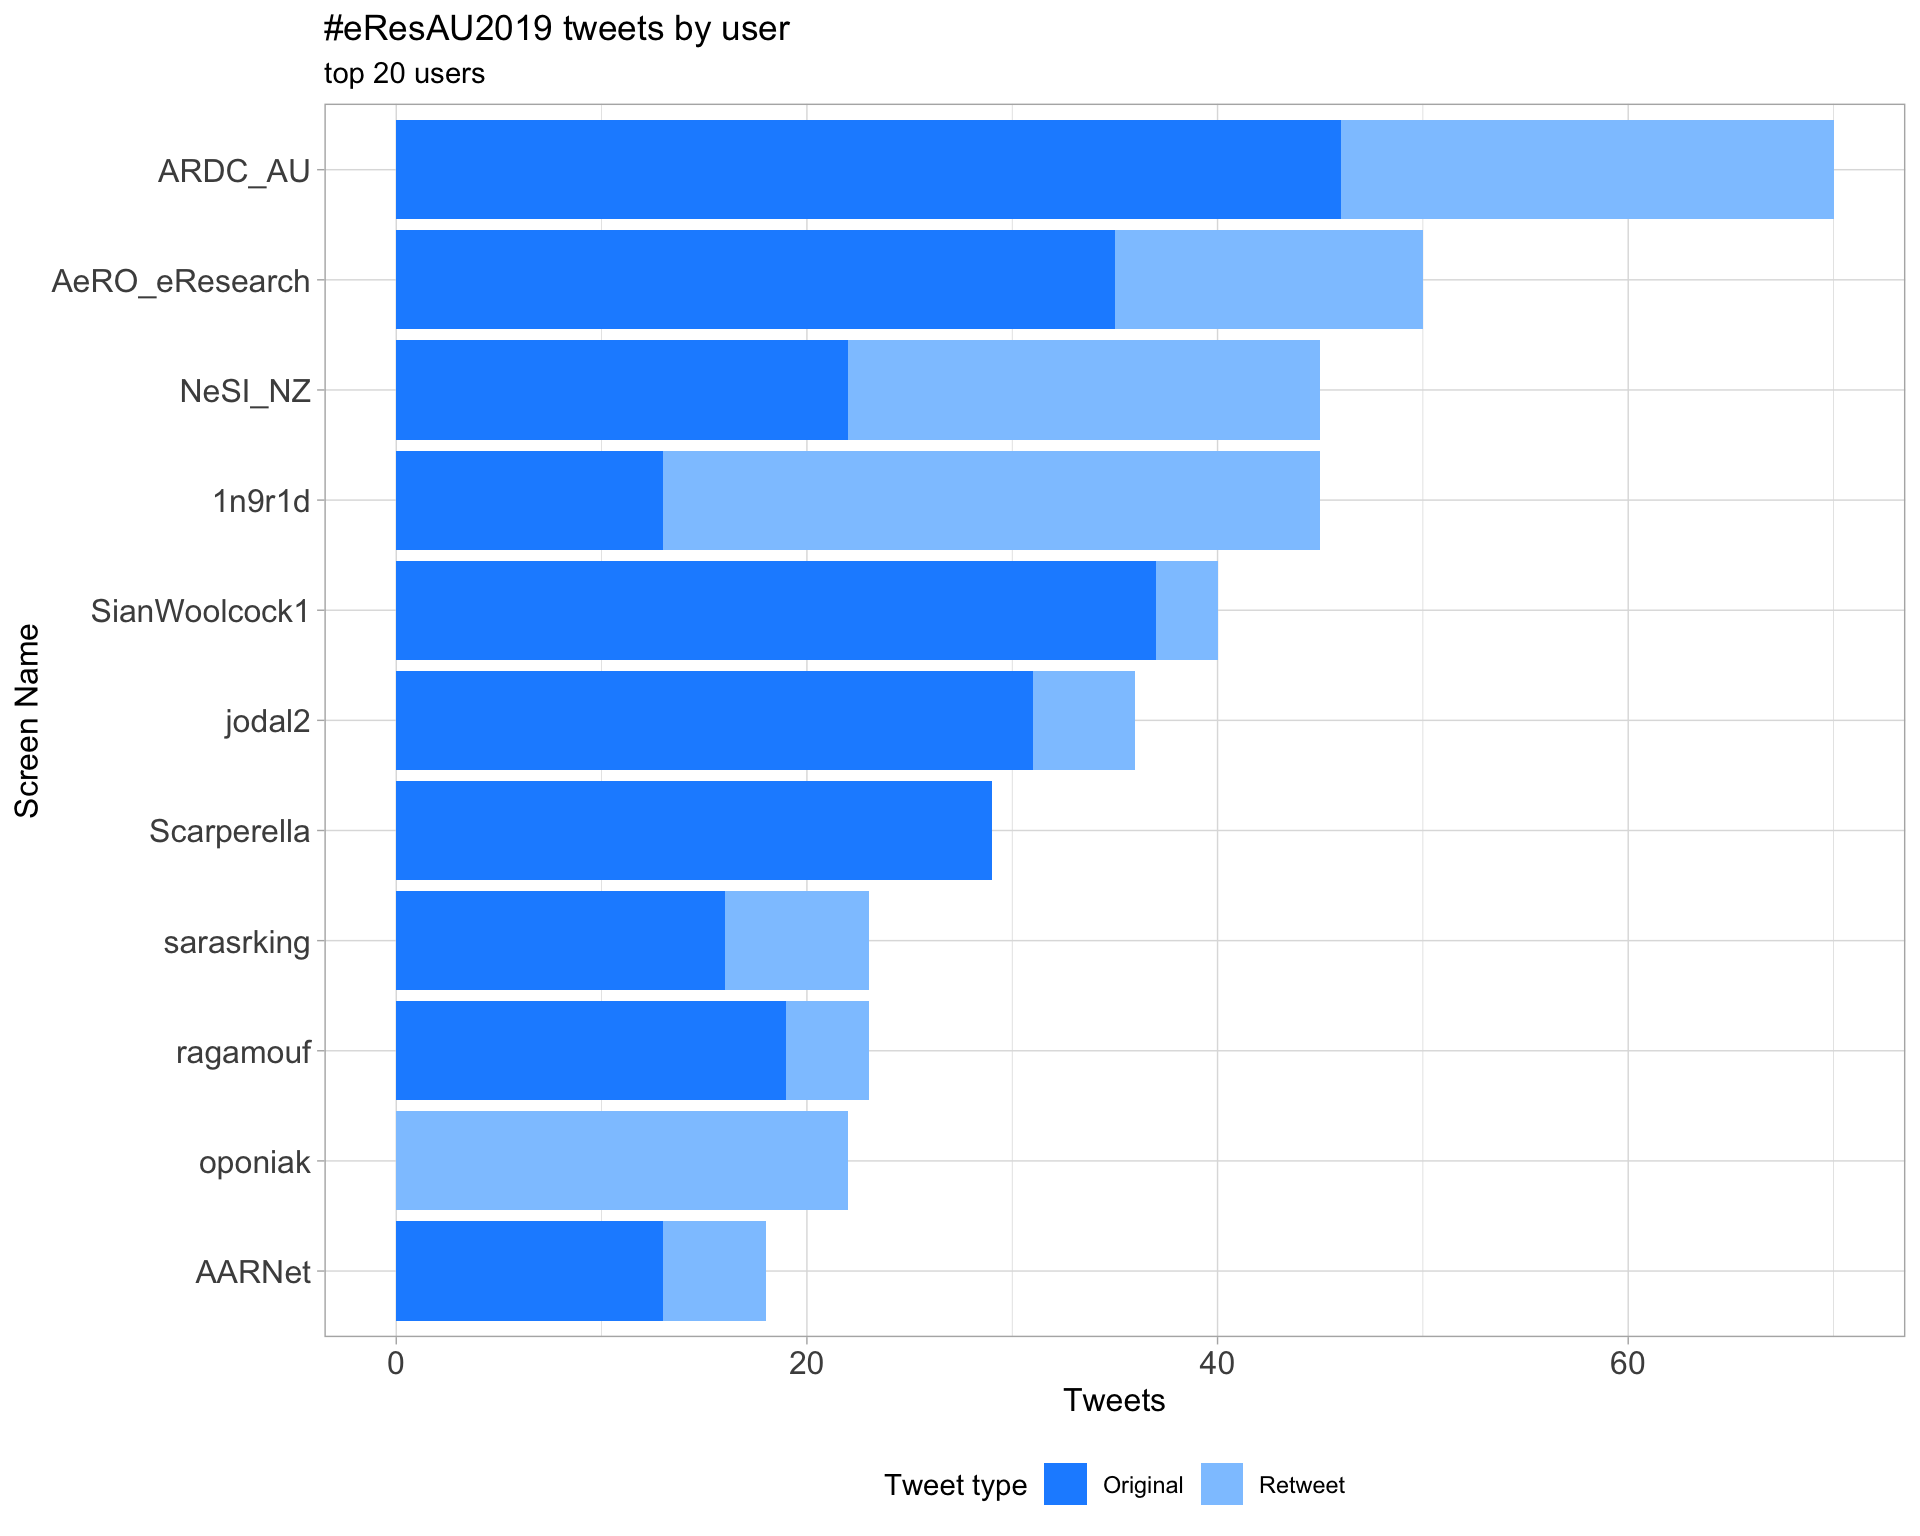 #eResAU2019 tweets by user
top 20 users
Screen Name
ARDC_AU
AeRO_eResearch
NeSI_NZ
1n9r1d
SianWoolcock1
jodal2
Scarperella
sarasrking
ragamouf
oponiak
AARNet
0 20 40 60
Tweets
Tweet type Original Retweet